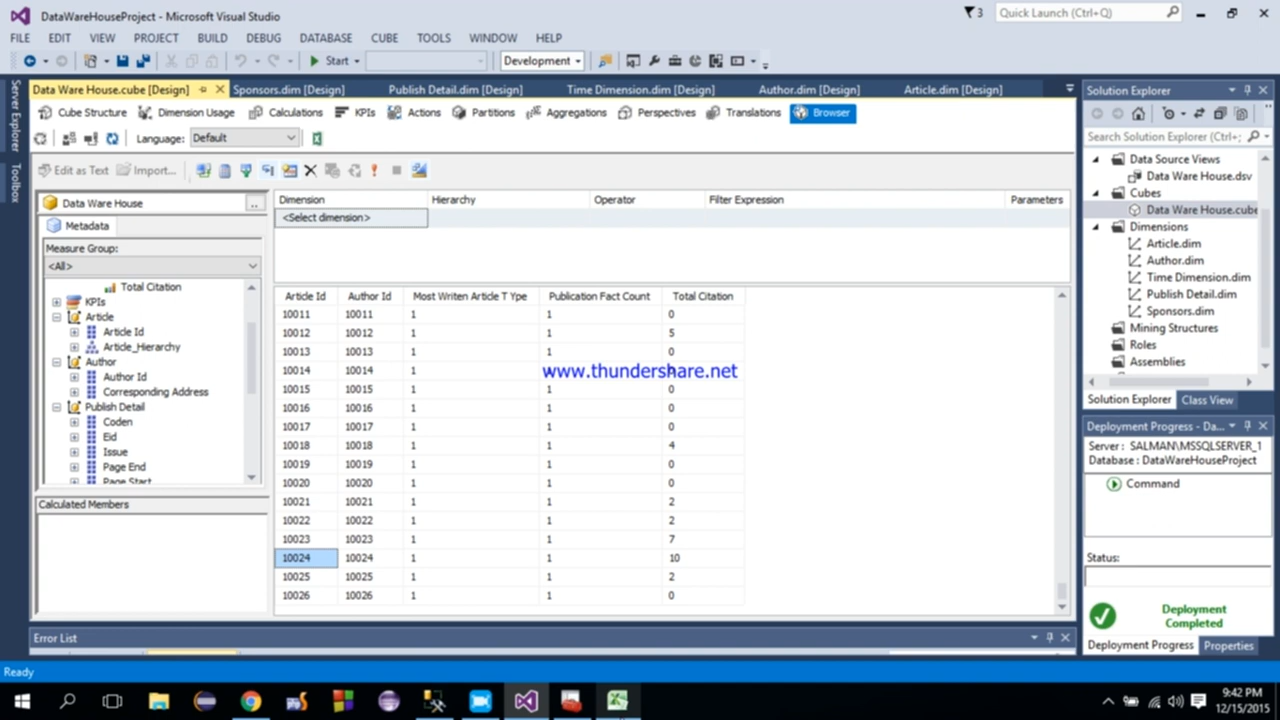 DataWareHouseProject - Microsoft Visual Studio
3
Quick Launch (Ctrl+Q)
FILE EDIT VIEW PROJECT BUILD DEBUG DATABASE CUBE TOOLS WINDOW HELP
Start Development
Server Explorer
Toolbox
Data Ware House.cube [Design] Sponsors.dim [Design] Publish Detail.dim [Design] Time Dimension.dim [Design] Author.dim [Design] Article.dim [Design]
Cube Structure Dimension Usage Calculations KPIs Actions Partitions Aggregations Perspectives Translations Browser
Language: Default
Edit as Text Import...
Data Ware House ..
Metadata
Measure Group:
<All>
Total Citation
KPIs
Article
Article Id
Article_Hierarchy
Author
Author Id
Corresponding Address
Publish Detail
Coden
Eid
Issue
Page End
Page Start
Calculated Members
Dimension Hierarchy Operator Filter Expression Parameters
<Select dimension>
Article Id Author Id Most Writen Article T Ype Publication Fact Count Total Citation
10011 10011 1 1 0
10012 10012 1 1 5
10013 10013 1 1 0
10014 10014 1
www.thundershare.net
10015 10015 1 1 0
10016 10016 1 1 0
10017 10017 1 1 0
10018 10018 1 1 4
10019 10019 1 1 0
10020 10020 1 1 0
10021 10021 1 1 2
10022 10022 1 1 2
10023 10023 1 1 7
10024 10024 1 1 10
10025 10025 1 1 2
10026 10026 1 1 0
Solution Explorer
Search Solution Explorer (Ctrl+;
Data Source Views
Data Ware House.dsv
Cubes
Data Ware House.cube
Dimensions
Article.dim
Author.dim
Time Dimension.dim
Publish Detail.dim
Sponsors.dim
Mining Structures
Roles
Assemblies
Solution Explorer Class View
Deployment Progress - Da...
Server : SALMAN\MSSQLSERVER_1
Database : DataWareHouseProject
Command
Status:
Deployment
Completed
Deployment Progress Properties
Error List
Ready
9:42 PM
12/15/2015